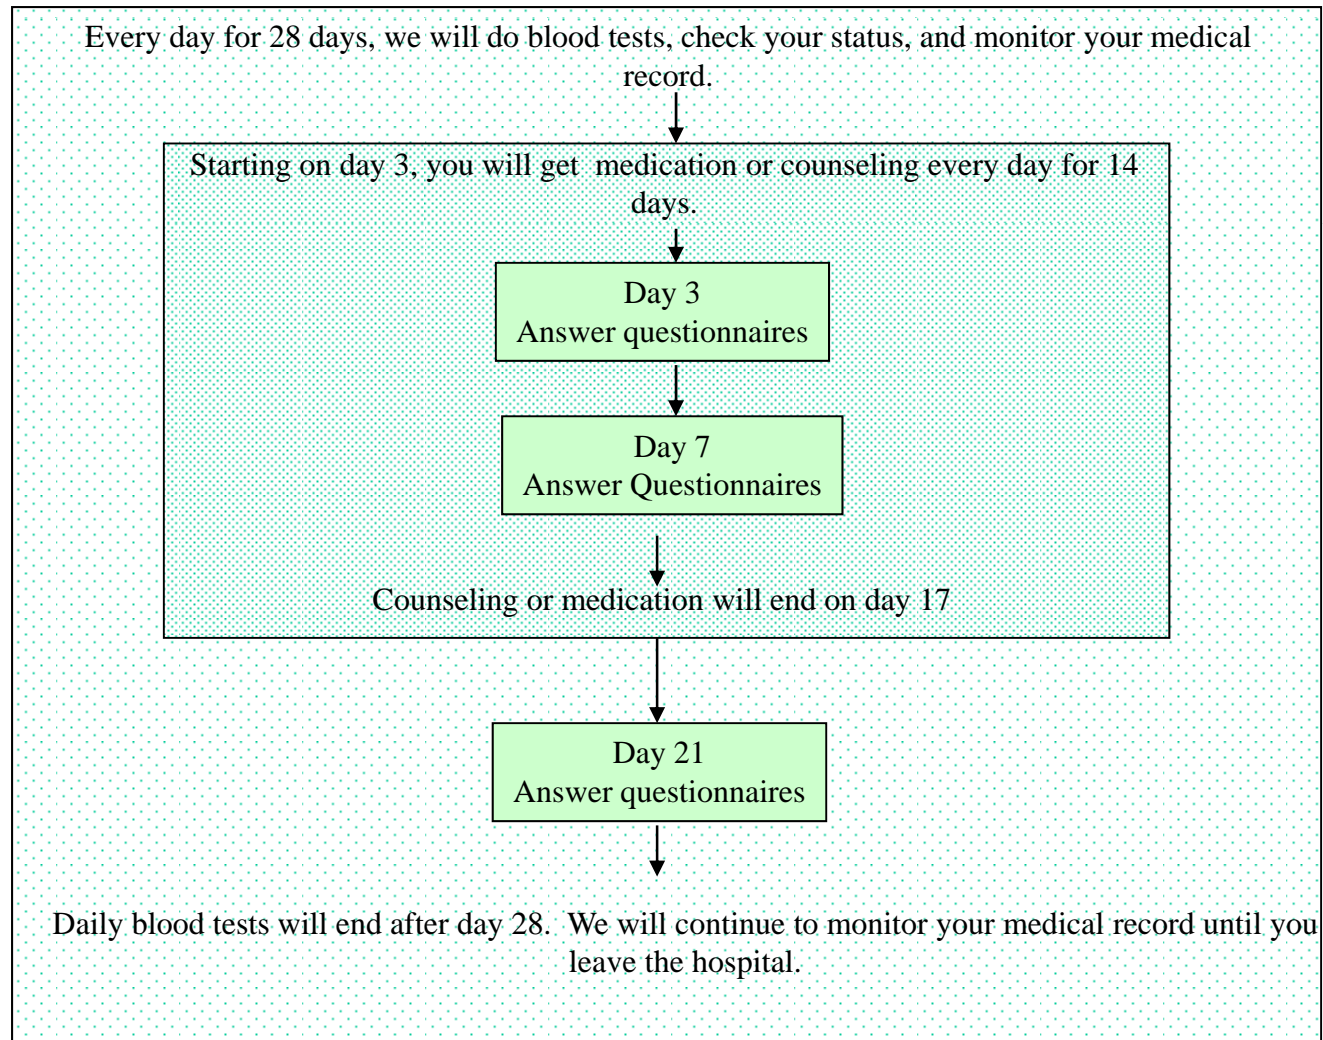 Every day for 28 days, we will do blood tests, check your status, and monitor your medical
record.
Starting on day 3, you will get  medication or counseling every day for 14
days.
Day 3
Answer questionnaires
Day 7
Answer Questionnaires
Counseling or medication will end on day 17
Day 21
Answer questionnaires
Daily blood tests will end after day 28.  We will continue to monitor your medical record until you
leave the hospital.